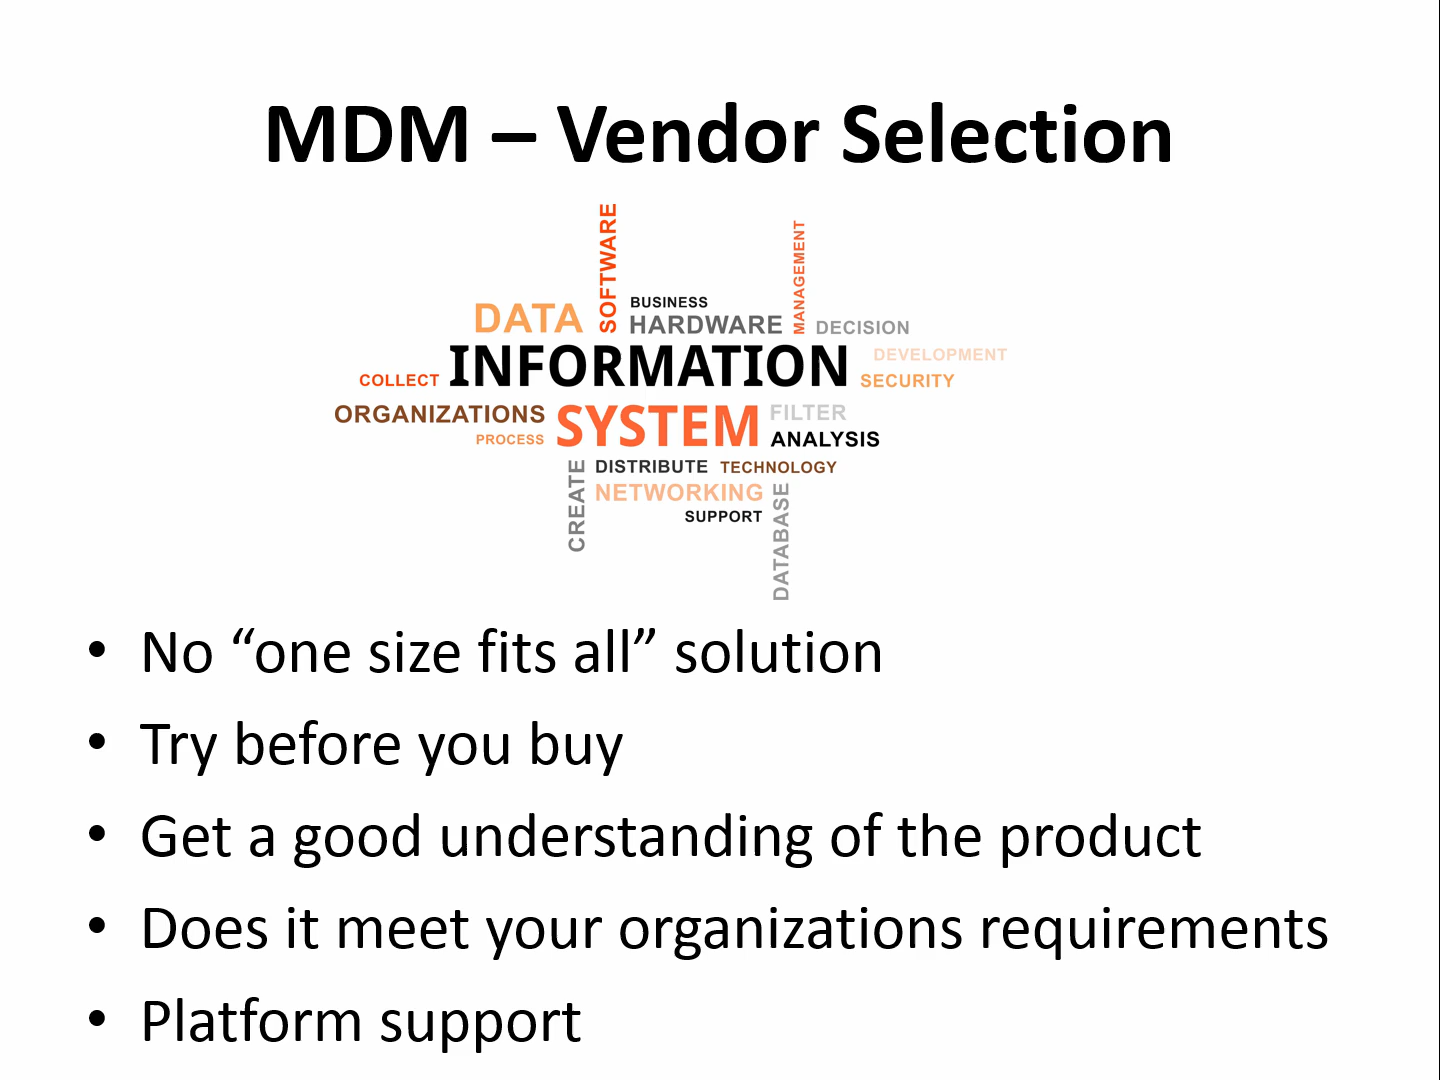 MDM – Vendor Selection
SOFTWARE
MANAGEMENT
DATA
BUSINESS
HARDWARE
DECISION
INFORMATION
DEVELOPMENT
COLLECT
SECURITY
ORGANIZATIONS
SYSTEM
FILTER
PROCESS
ANALYSIS
CREATE
DISTRIBUTE
TECHNOLOGY
NETWORKING
DATABASE
SUPPORT
• No “one size fits all” solution
• Try before you buy
• Get a good understanding of the product
• Does it meet your organizations requirements
• Platform support